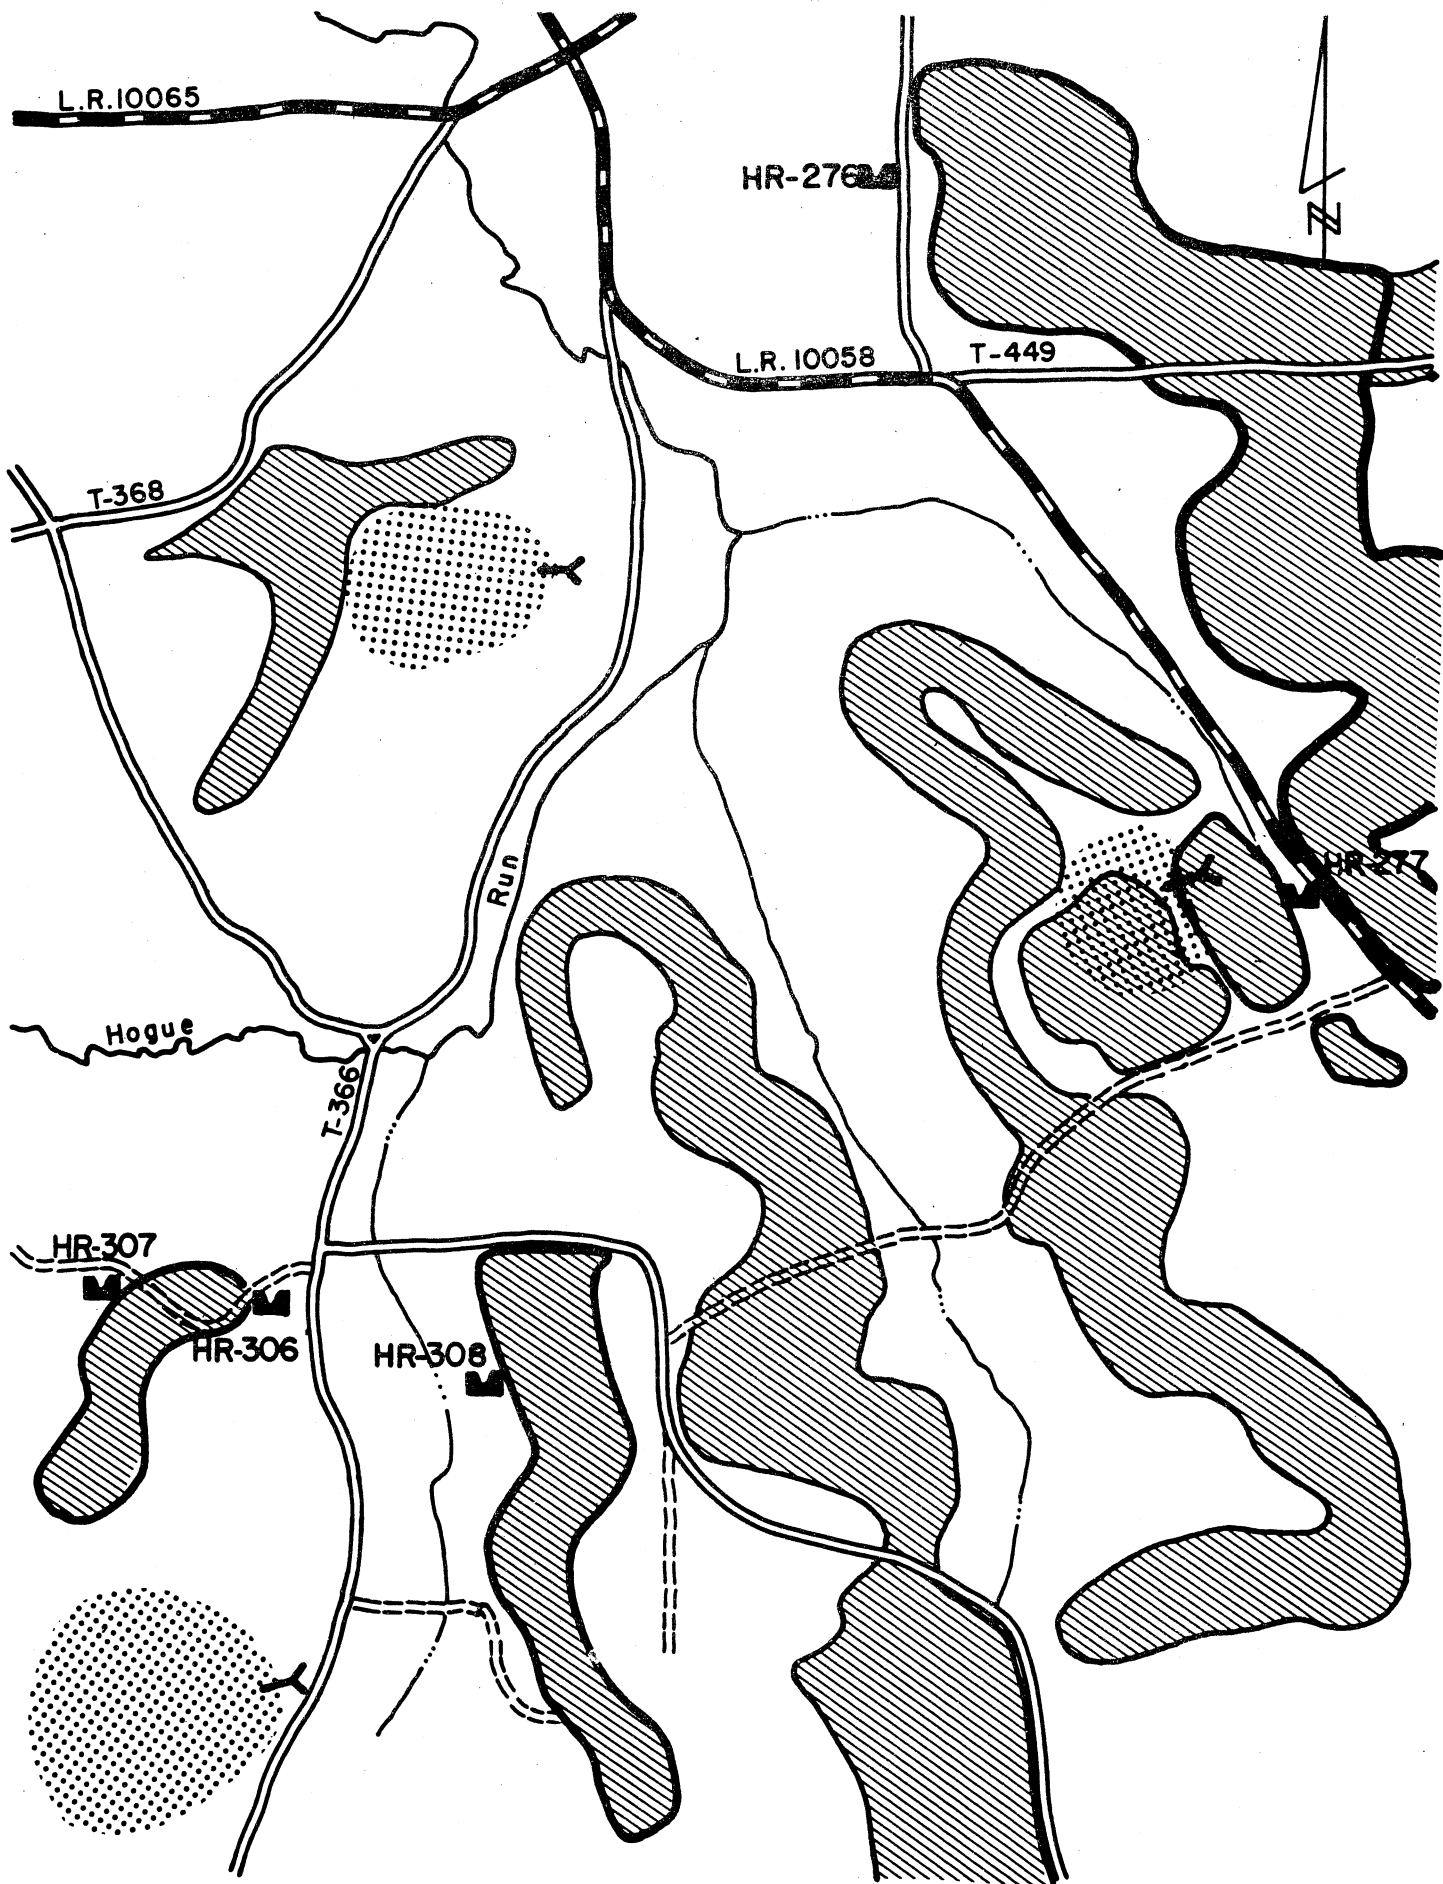 L.R.10065
HR-276
L.R. 10058
T-449
T-368
HR-277
Run
Hogue
T-366
HR-307
HR-306
HR-308
N